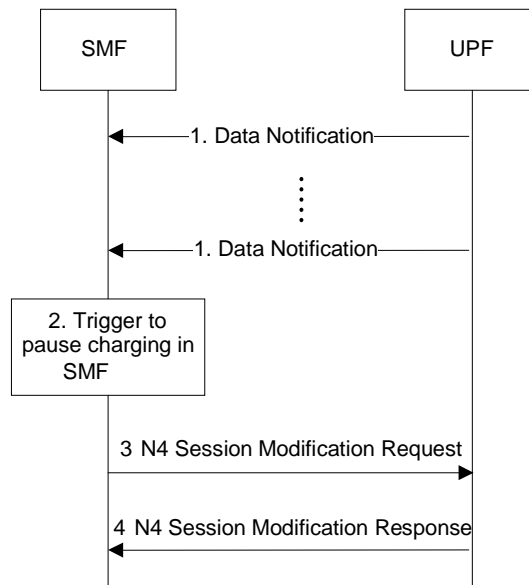 SMF
UPF
1. Data Notification
1. Data Notification
2. Trigger to
pause charging in
SMF
3 N4 Session Modification Request
4 N4 Session Modification Response